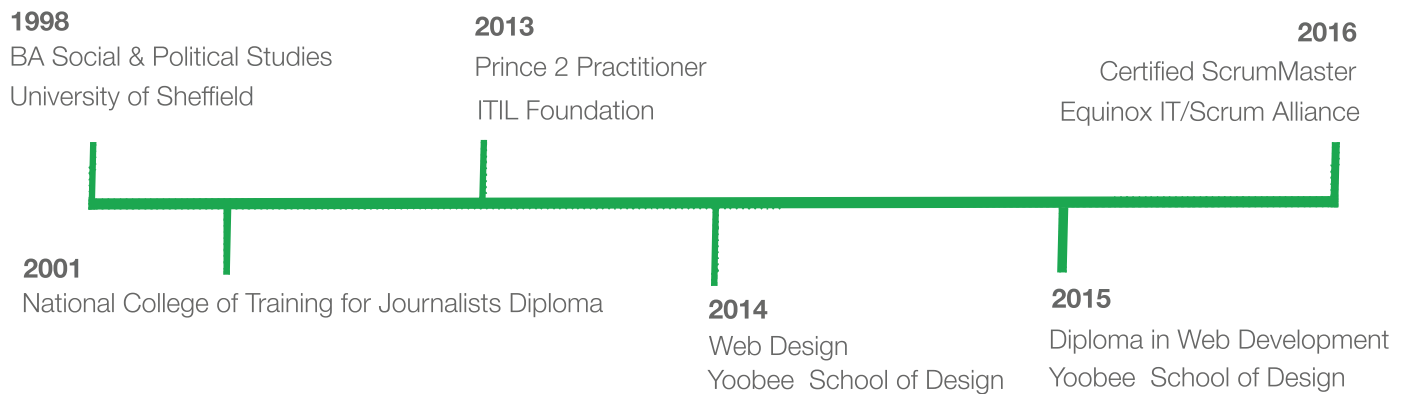 1998
BA Social & Political Studies
University of Sheffield
2013
Prince 2 Practitioner
ITIL Foundation
2016
Certified ScrumMaster
Equinox IT/Scrum Alliance
2001
National College of Training for Journalists Diploma
2014
Web Design
Yoobee School of Design
2015
Diploma in Web Development
Yoobee School of Design